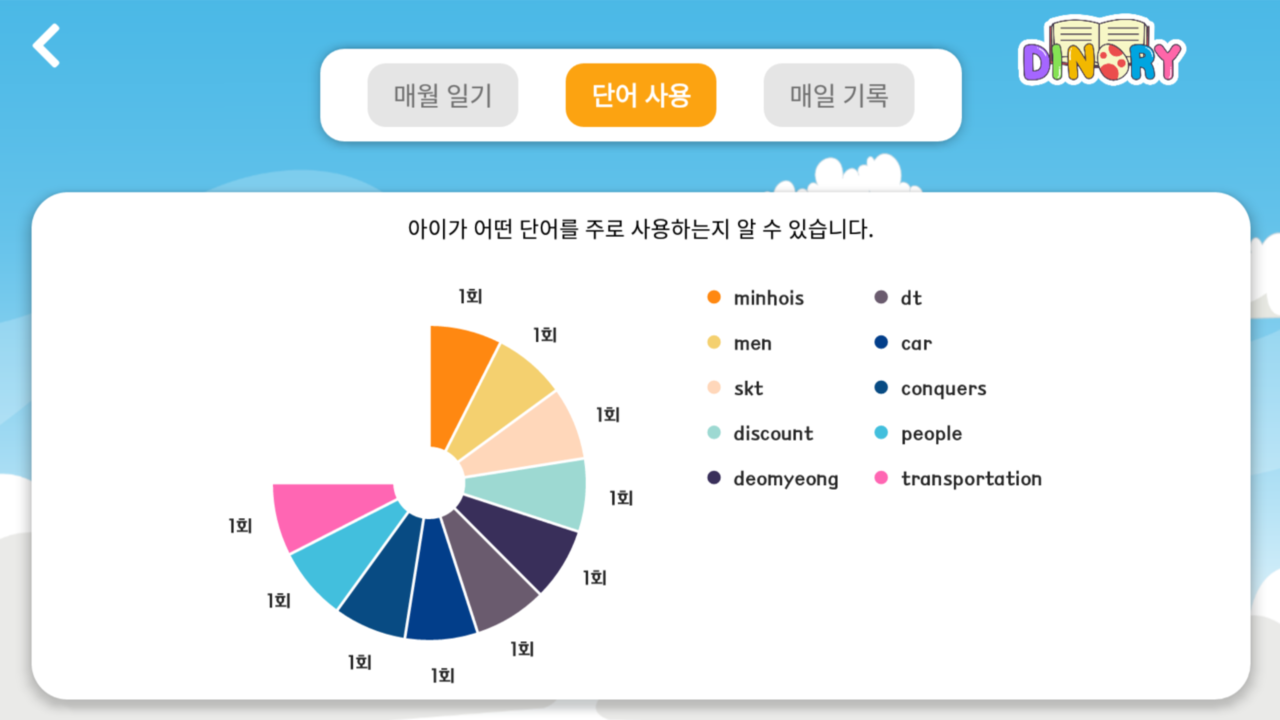 DINORY
매월 일기
단어 사용
매일 기록
아이가 어떤 단어를 주로 사용하는지 알 수 있습니다.
1회
1회
1회
1회
1회
1회
1회
1회
1회
1회
minhois
men
skt
discount
deomyeong
dt
car
conquers
people
transportation